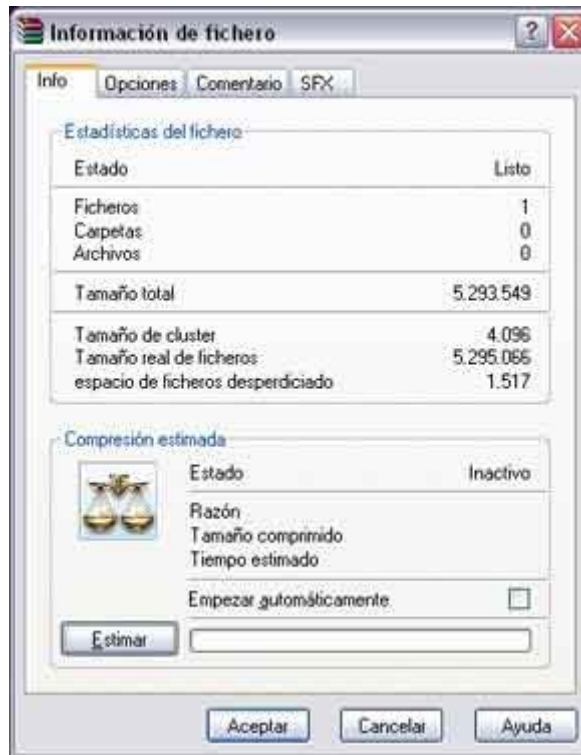 Información de fichero
Info Opciones Comentario SFX
Estadísticas del fichero
Estado Listo
Ficheros 1
Carpetas 0
Archivos 0
Tamaño total 5.293.549
Tamaño de cluster 4.096
Tamaño real de ficheros 5.295.066
espacio de ficheros desperdiciado 1.517
Compresión estimada
Estado Inactivo
Razón
Tamaño comprimido
Tiempo estimado
Empezar automáticamente
Estimar
Aceptar Cancelar Ayuda